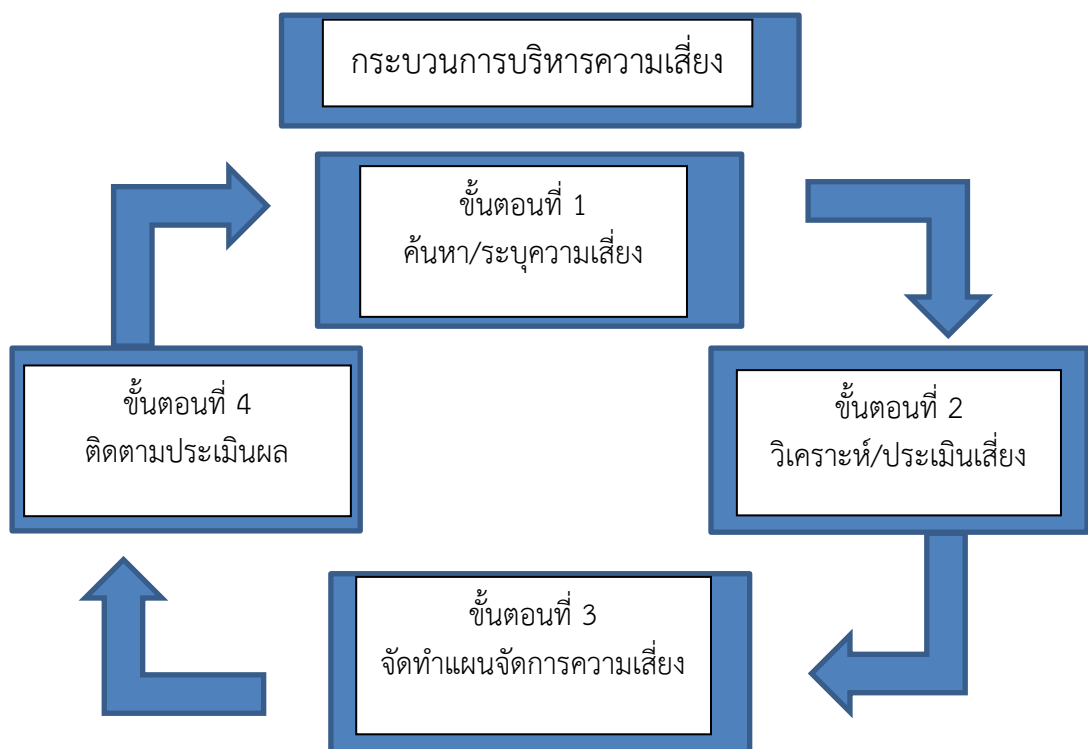 กระบวนการบริหารความเสี่ยง
ขั้นตอนที่ 1
ค้นหา/ระบุความเสี่ยง
ขั้นตอนที่ 2
วิเคราะห์/ประเมินเสี่ยง
ขั้นตอนที่ 3
จัดทำแผนจัดการความเสี่ยง
ขั้นตอนที่ 4
ติดตามประเมินผล